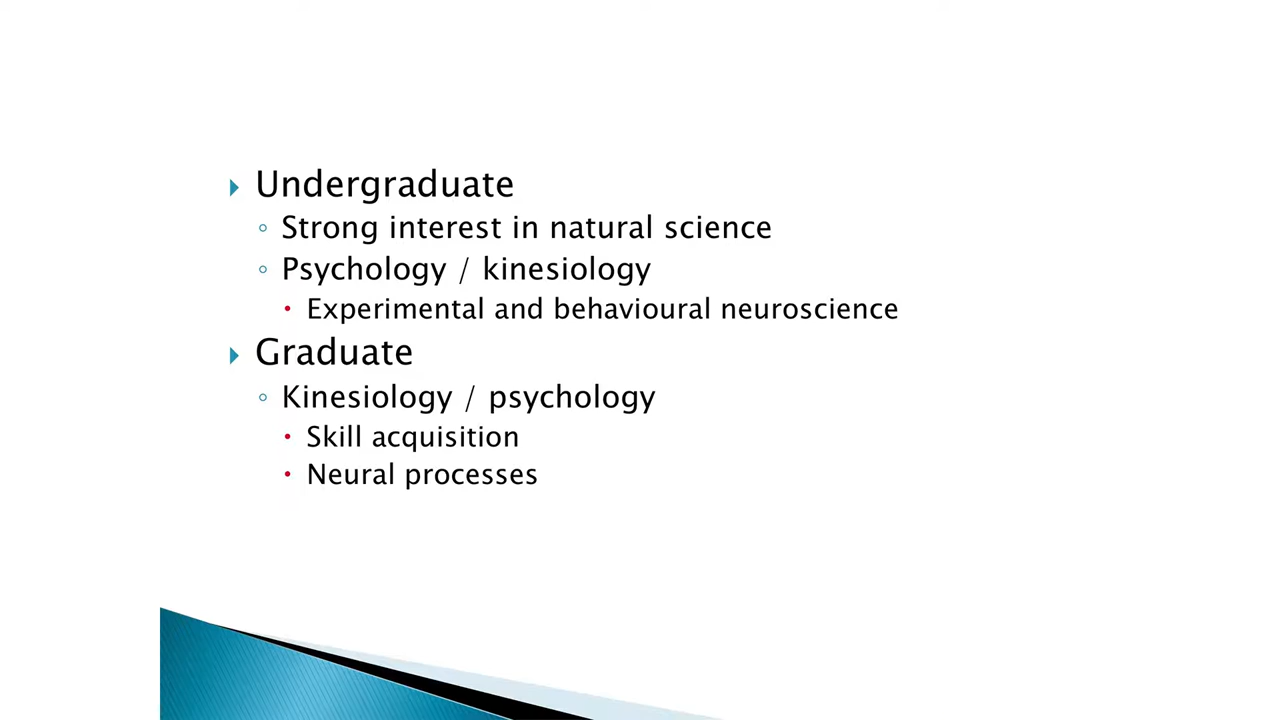 Undergraduate
Strong interest in natural science
Psychology / kinesiology
Experimental and behavioural neuroscience
Graduate
Kinesiology / psychology
Skill acquisition
Neural processes